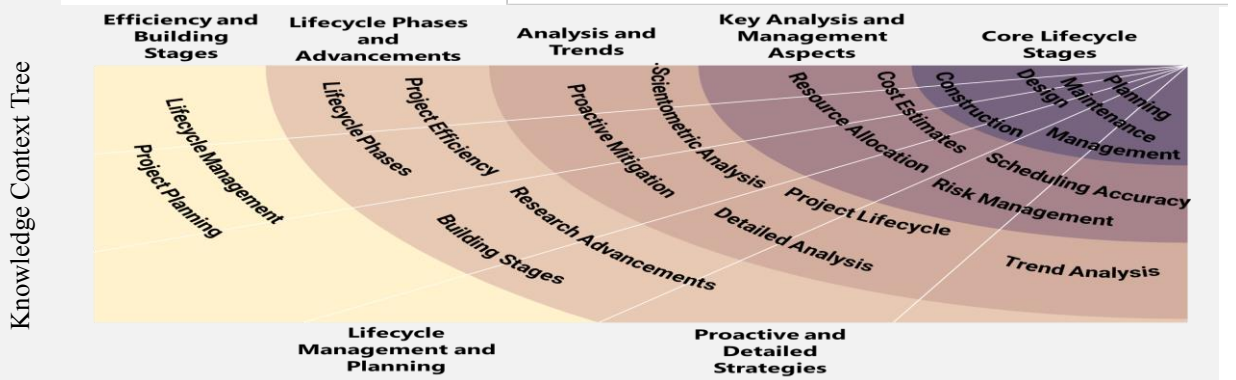 Efficiency and
Building
Stages
Lifecycle Phases
and
Advancements
Analysis and
Trends
Key Analysis and
Management
Aspects
Core Lifecycle
Stages
Knowledge Context Tree
Lifecycle Management
Project Planning
Lifecycle Phases
Project Efficiency
Building Stages
Research Advancements
Proactive Mitigation
Scientometric Analysis
Detailed Analysis
Project Lifecycle
Trend Analysis
Resource Allocation
Cost Estimates
Risk Management
Scheduling Accuracy
Construction
Design
Maintenance
Planning
Management
Lifecycle
Management and
Planning
Proactive and
Detailed
Strategies